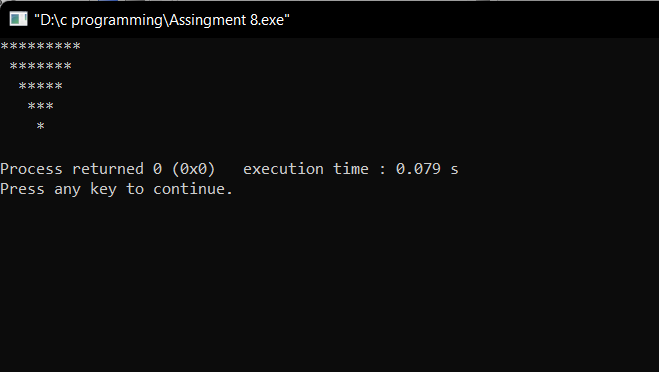 "D:\c programming\Assingment 8.exe"
*********
 *******
  *****
   ***
    *
Process returned 0 (0x0)   execution time : 0.079 s
Press any key to continue.